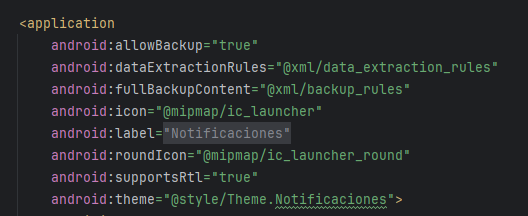 <application
android:allowBackup="true"
android:dataExtractionRules="@xml/data_extraction_rules"
android:fullBackupContent="@xml/backup_rules"
android:icon="@mipmap/ic_launcher"
android:label="Notificaciones"
android:roundIcon="@mipmap/ic_launcher_round"
android:supportsRtl="true"
android:theme="@style/Theme.Notificaciones">